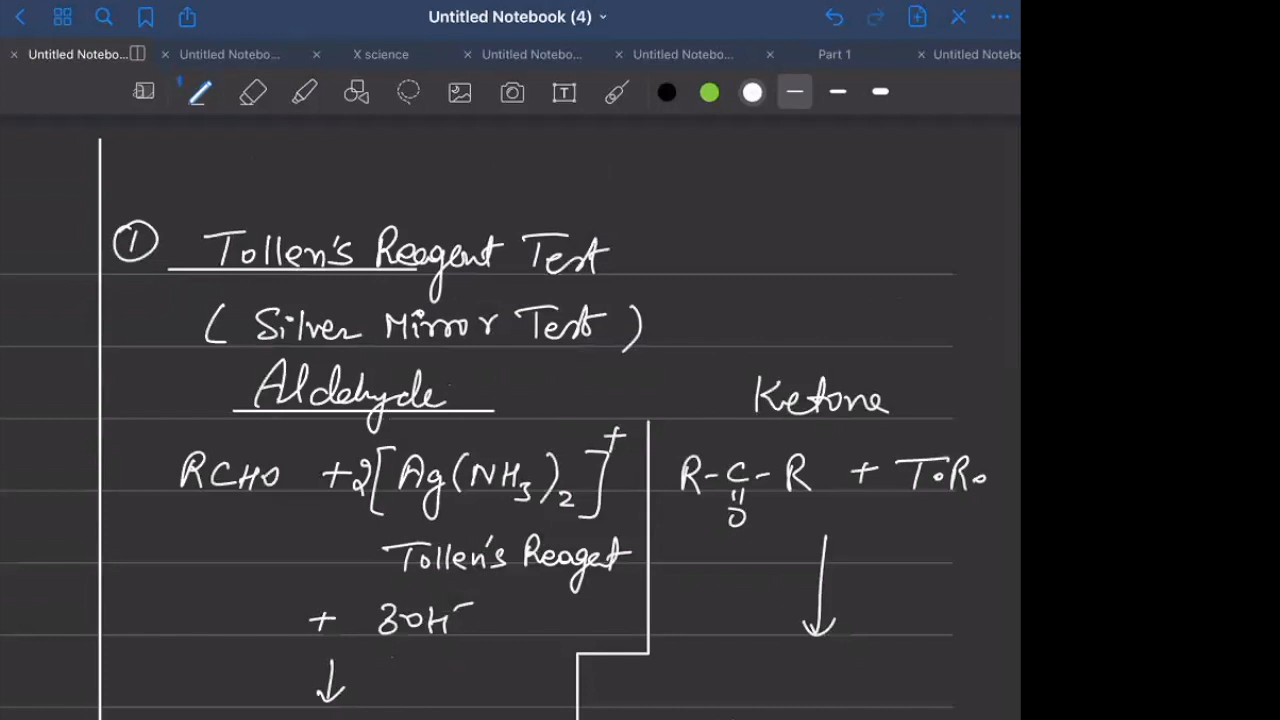 Untitled Notebook (4)
Untitled Notebo...
Untitled Notebo...
X science
Untitled Notebo...
Untitled Notebo...
Part 1
Untitled Notebo
T
① Tollen's Reagent Test
( Silver Mirror Test )
Aldehyde
Ketone
RCHO + 2[Ag(NH₃)₂]⁺
R-C-R + T.R.
O
Tollen's Reaget
+ 3OH⁻